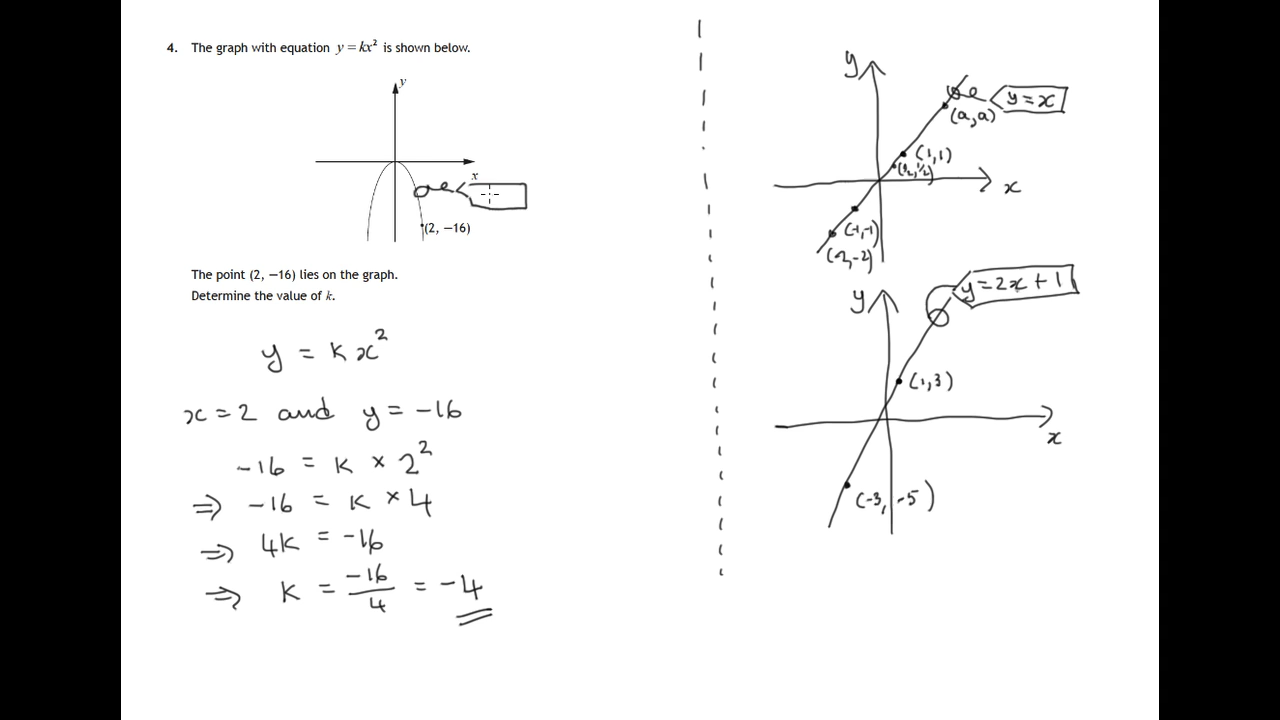 4. The graph with equation y = kx² is shown below.
y
x
(2, −16)
The point (2, −16) lies on the graph.
Determine the value of k.
y = kx²
x = 2 and y = -16
-16 = k × 2²
⇒ -16 = k × 4
⇒ 4k = -16
⇒ k = -16/4 = -4
y
y = x
(a,a)
(1,1)
(½,½)
x
(-1,-1)
(-2,-2)
y
y = 2x + 1
(1,3)
x
(-3, -5)